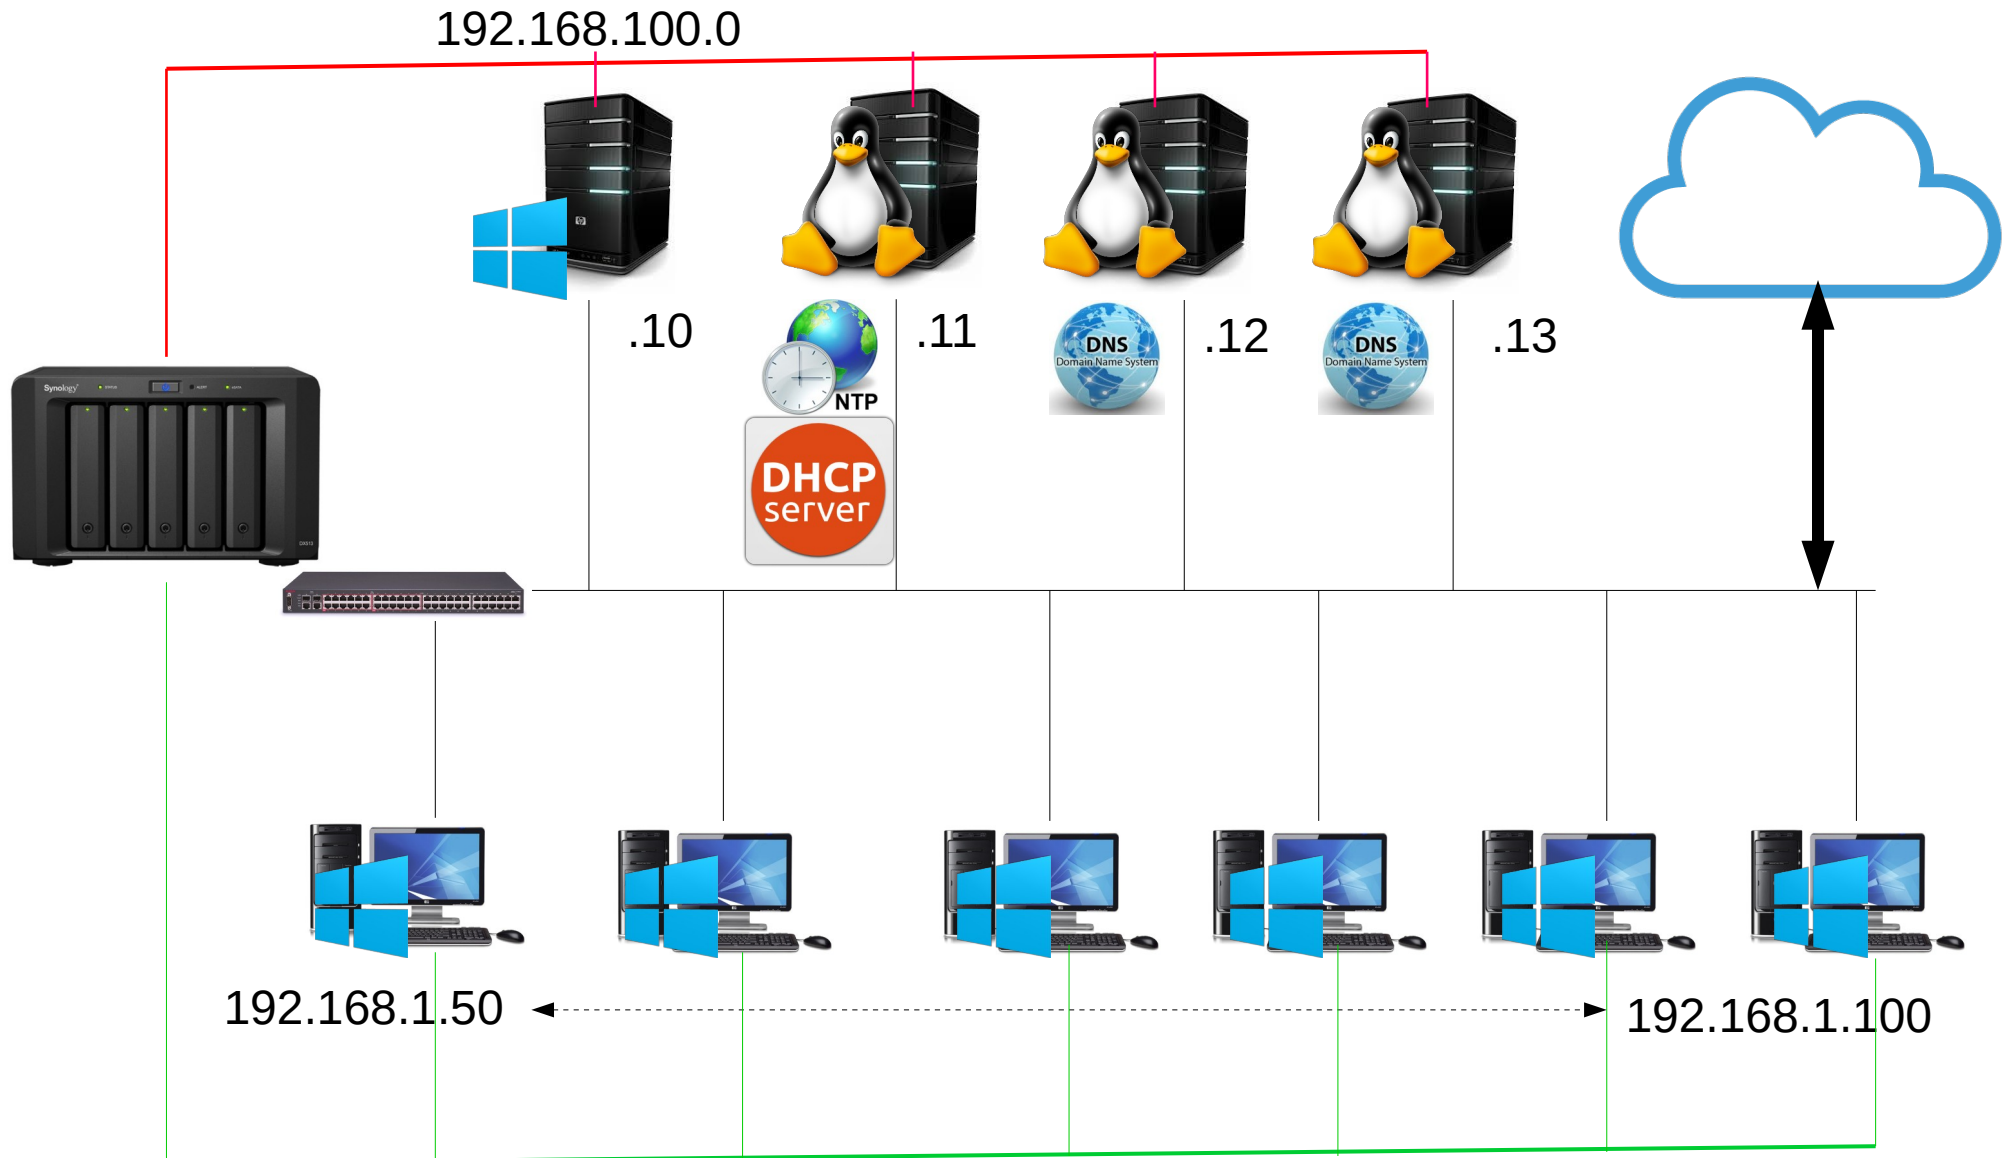 192.168.100.0
.10
.11
.12
.13
NTP
DNS
Domain Name System
DNS
Domain Name System
Synology
DHCP
server
192.168.1.50
192.168.1.100